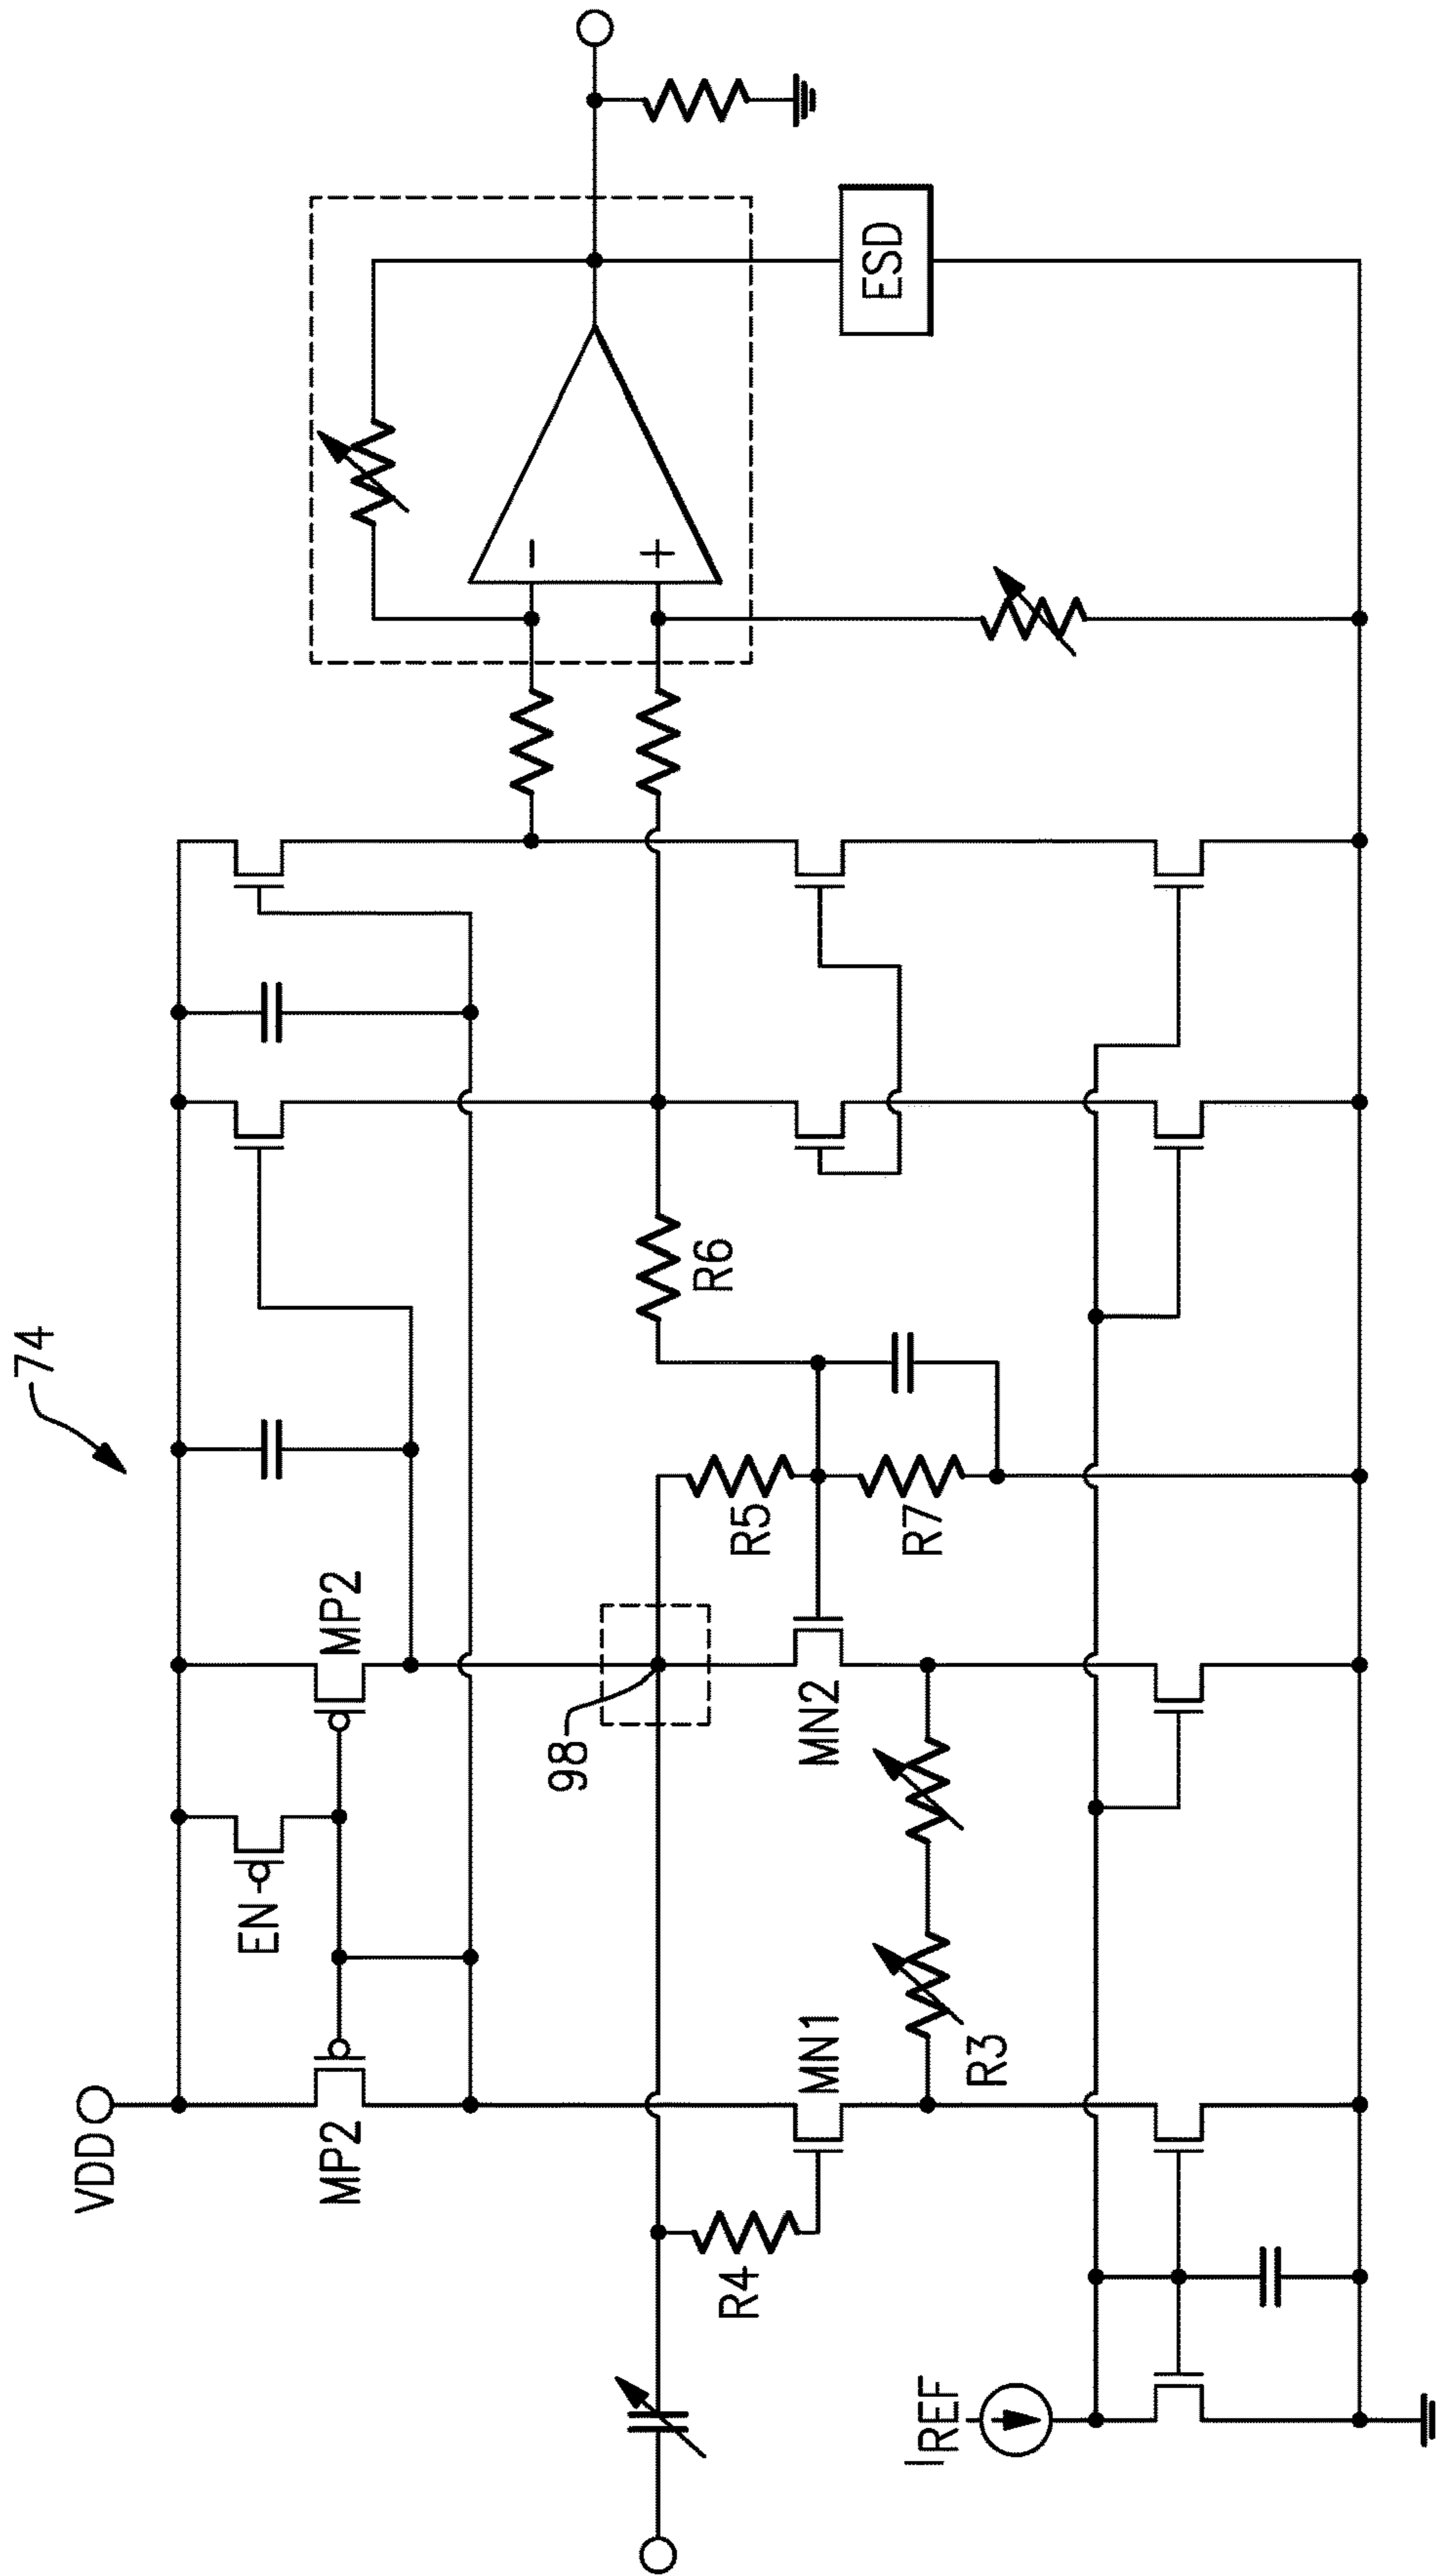 74
VDD
MP2
EN
MP2
98
R4
MN1
R3
MN2
R5
R7
R6
IREF
−
+
ESD